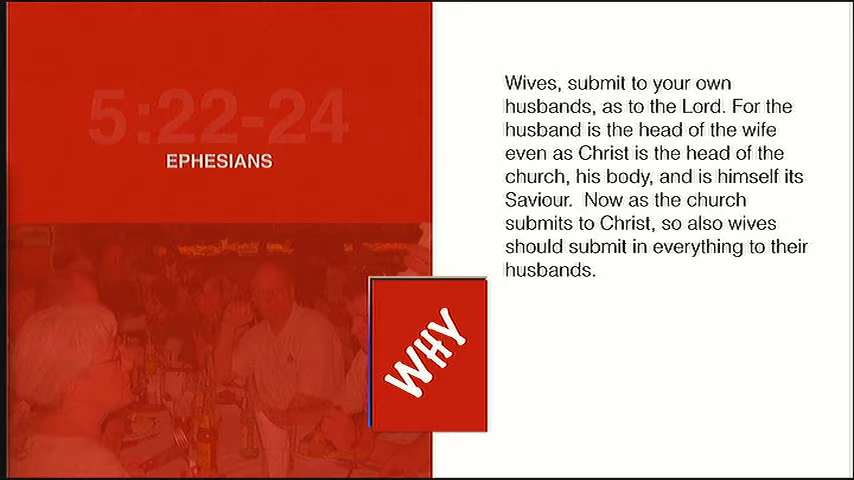 5:22-24
EPHESIANS
Wives, submit to your own
husbands, as to the Lord. For the
husband is the head of the wife
even as Christ is the head of the
church, his body, and is himself its
Saviour.  Now as the church
submits to Christ, so also wives
should submit in everything to their
husbands.
WHY